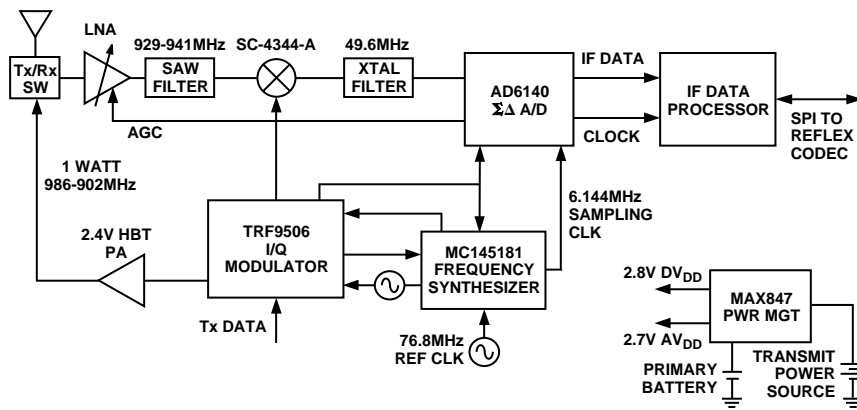 LNA
929-941MHz
SC-4344-A
49.6MHz
Tx/Rx
SW
SAW
FILTER
XTAL
FILTER
AD6140
ΣΔ A/D
IF DATA
CLOCK
IF DATA
PROCESSOR
SPI TO
REFLEX
CODEC
AGC
1 WATT
986-902MHz
2.4V HBT
PA
TRF9506
I/Q
MODULATOR
MC145181
FREQUENCY
SYNTHESIZER
6.144MHz
SAMPLING
CLK
Tx DATA
76.8MHz
REF CLK
2.8V DVDD
2.7V AVDD
MAX847
PWR MGT
PRIMARY
BATTERY
TRANSMIT
POWER
SOURCE